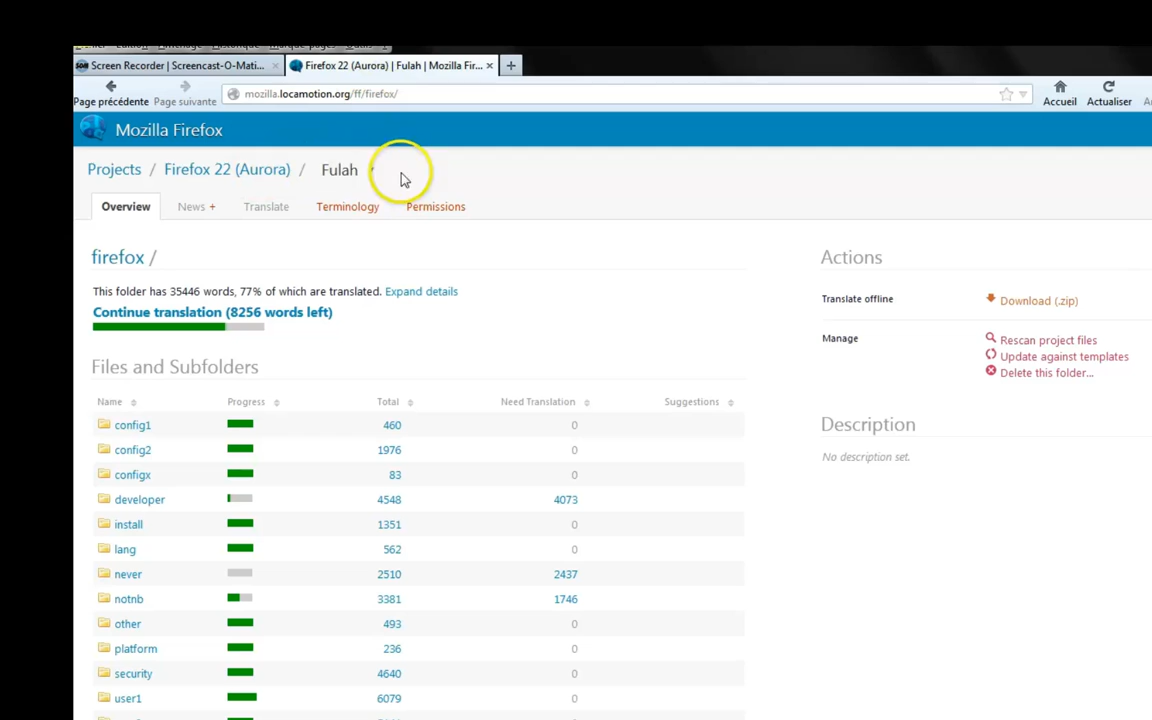 Screen Recorder | Screencast-O-Mati... ×
Firefox 22 (Aurora) | Fulah | Mozilla Fir... ×
Page précédente Page suivante
mozilla.locamotion.org/ff/firefox/
Accueil Actualiser
Mozilla Firefox
Projects / Firefox 22 (Aurora) / Fulah
Overview News + Translate Terminology Permissions
firefox /
This folder has 35446 words, 77% of which are translated. Expand details
Continue translation (8256 words left)
Files and Subfolders
Name Progress Total Need Translation Suggestions
config1 460 0
config2 1976 0
configx 83 0
developer 4548 4073
install 1351 0
lang 562 0
never 2510 2437
notnb 3381 1746
other 493 0
platform 236 0
security 4640 0
user1 6079 0
Actions
Translate offline Download (.zip)
Manage Rescan project files
Update against templates
Delete this folder...
Description
No description set.